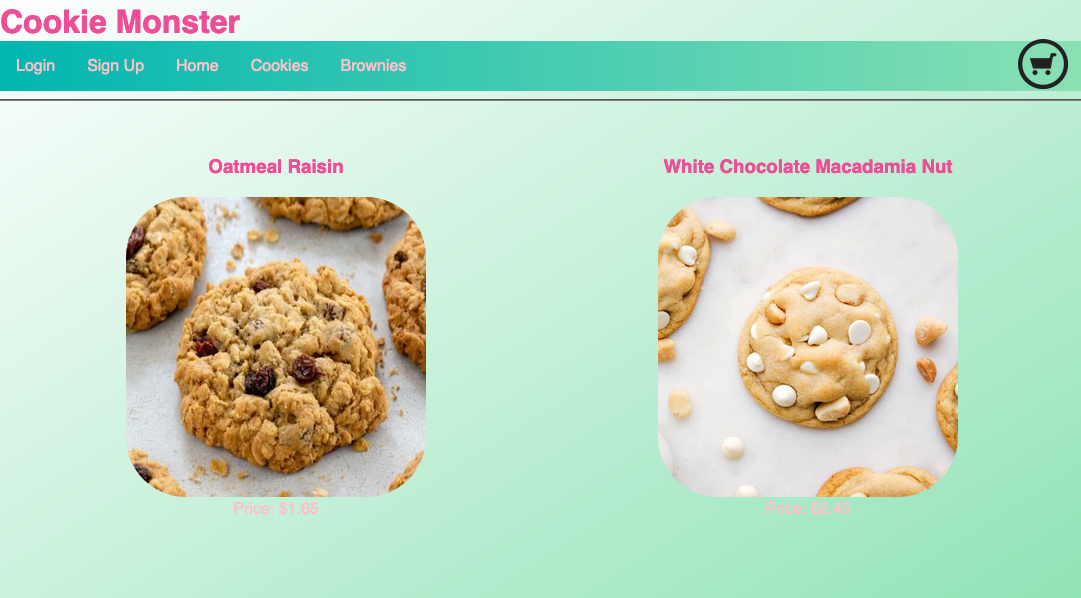 Cookie Monster
Login Sign Up Home Cookies Brownies
Oatmeal Raisin
White Chocolate Macadamia Nut
Price: $1.65
Price: $2.45